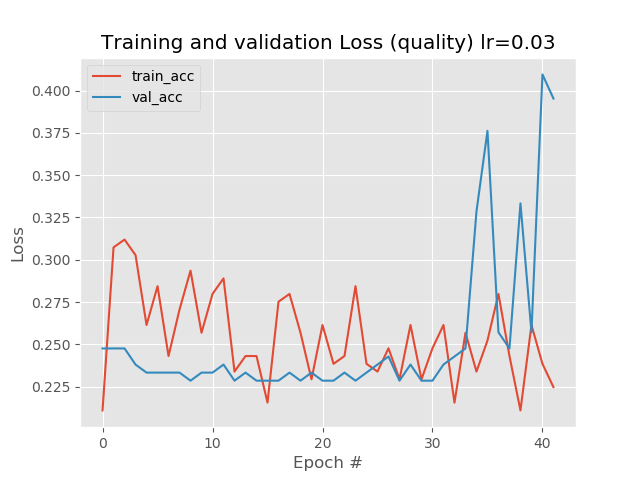 Training and validation Loss (quality) lr=0.03
train_acc
val_acc
0.400
0.375
0.350
0.325
0.300
0.275
0.250
0.225
Loss
0 10 20 30 40
Epoch #